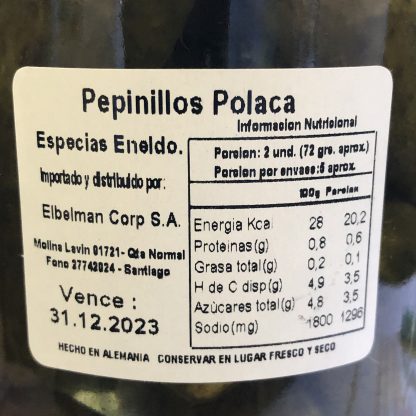 Pepinillos Polaca
Informacion Nutricional
Especias Eneldo.
Importado y distribuido por:
Elbelman Corp S.A.
Molina Lavin 01721- Qta Normal
Fono 27742024 - Santiago
Vence :
31.12.2023
Porcion: 2 und. (72 grs. aprox.)
Porcion por envase:5 aprox.
100g Porcion
Energia Kcal 28 20,2
Proteinas(g) 0,8 0,6
Grasa total(g) 0,2 0,1
H de C disp(g) 4,9 3,5
Azúcares total(g) 4,8 3,5
Sodio(mg) 1800 1296
HECHO EN ALEMANIA CONSERVAR EN LUGAR FRESCO Y SECO